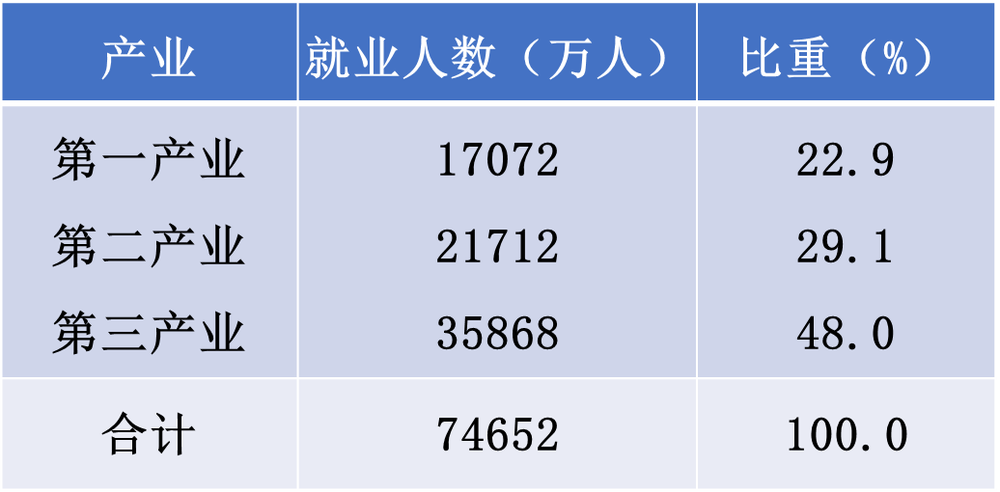 产业 就业人数（万人） 比重（%）
第一产业 17072 22.9
第二产业 21712 29.1
第三产业 35868 48.0
合计 74652 100.0